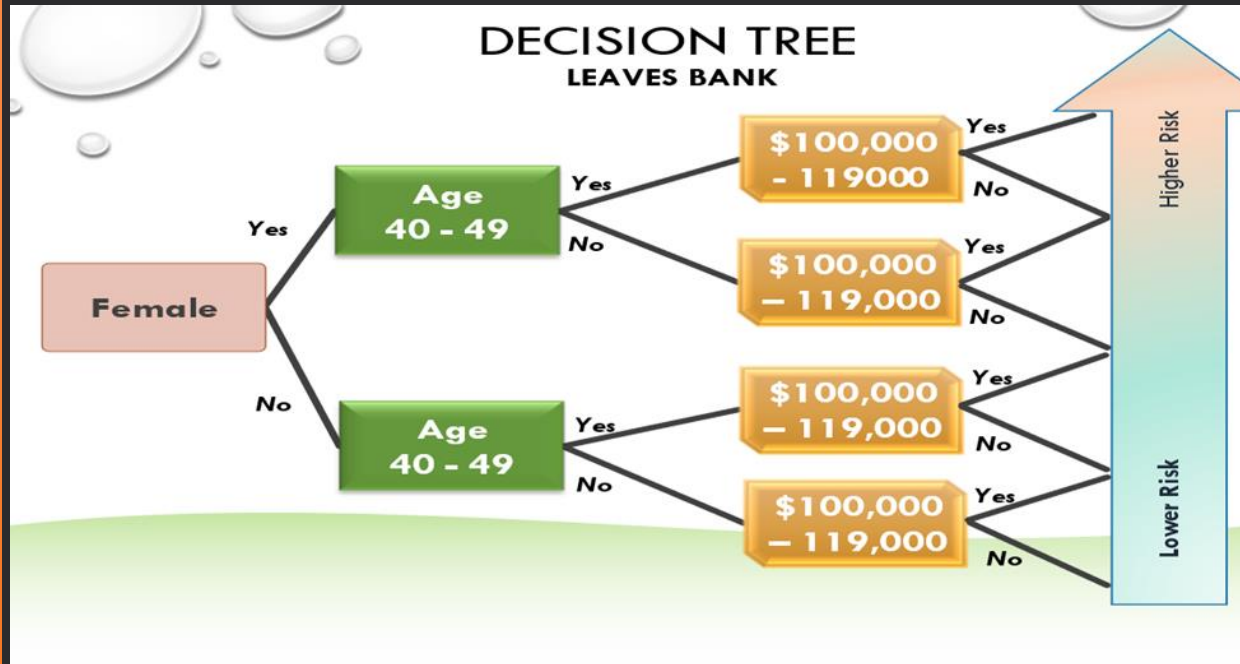 DECISION TREE
LEAVES BANK
Female
Yes
No
Age
40 - 49
Yes
No
Age
40 - 49
Yes
No
$100,000
- 119000
Yes
No
$100,000
– 119,000
Yes
No
$100,000
– 119,000
Yes
No
$100,000
– 119,000
Yes
No
Higher Risk
Lower Risk